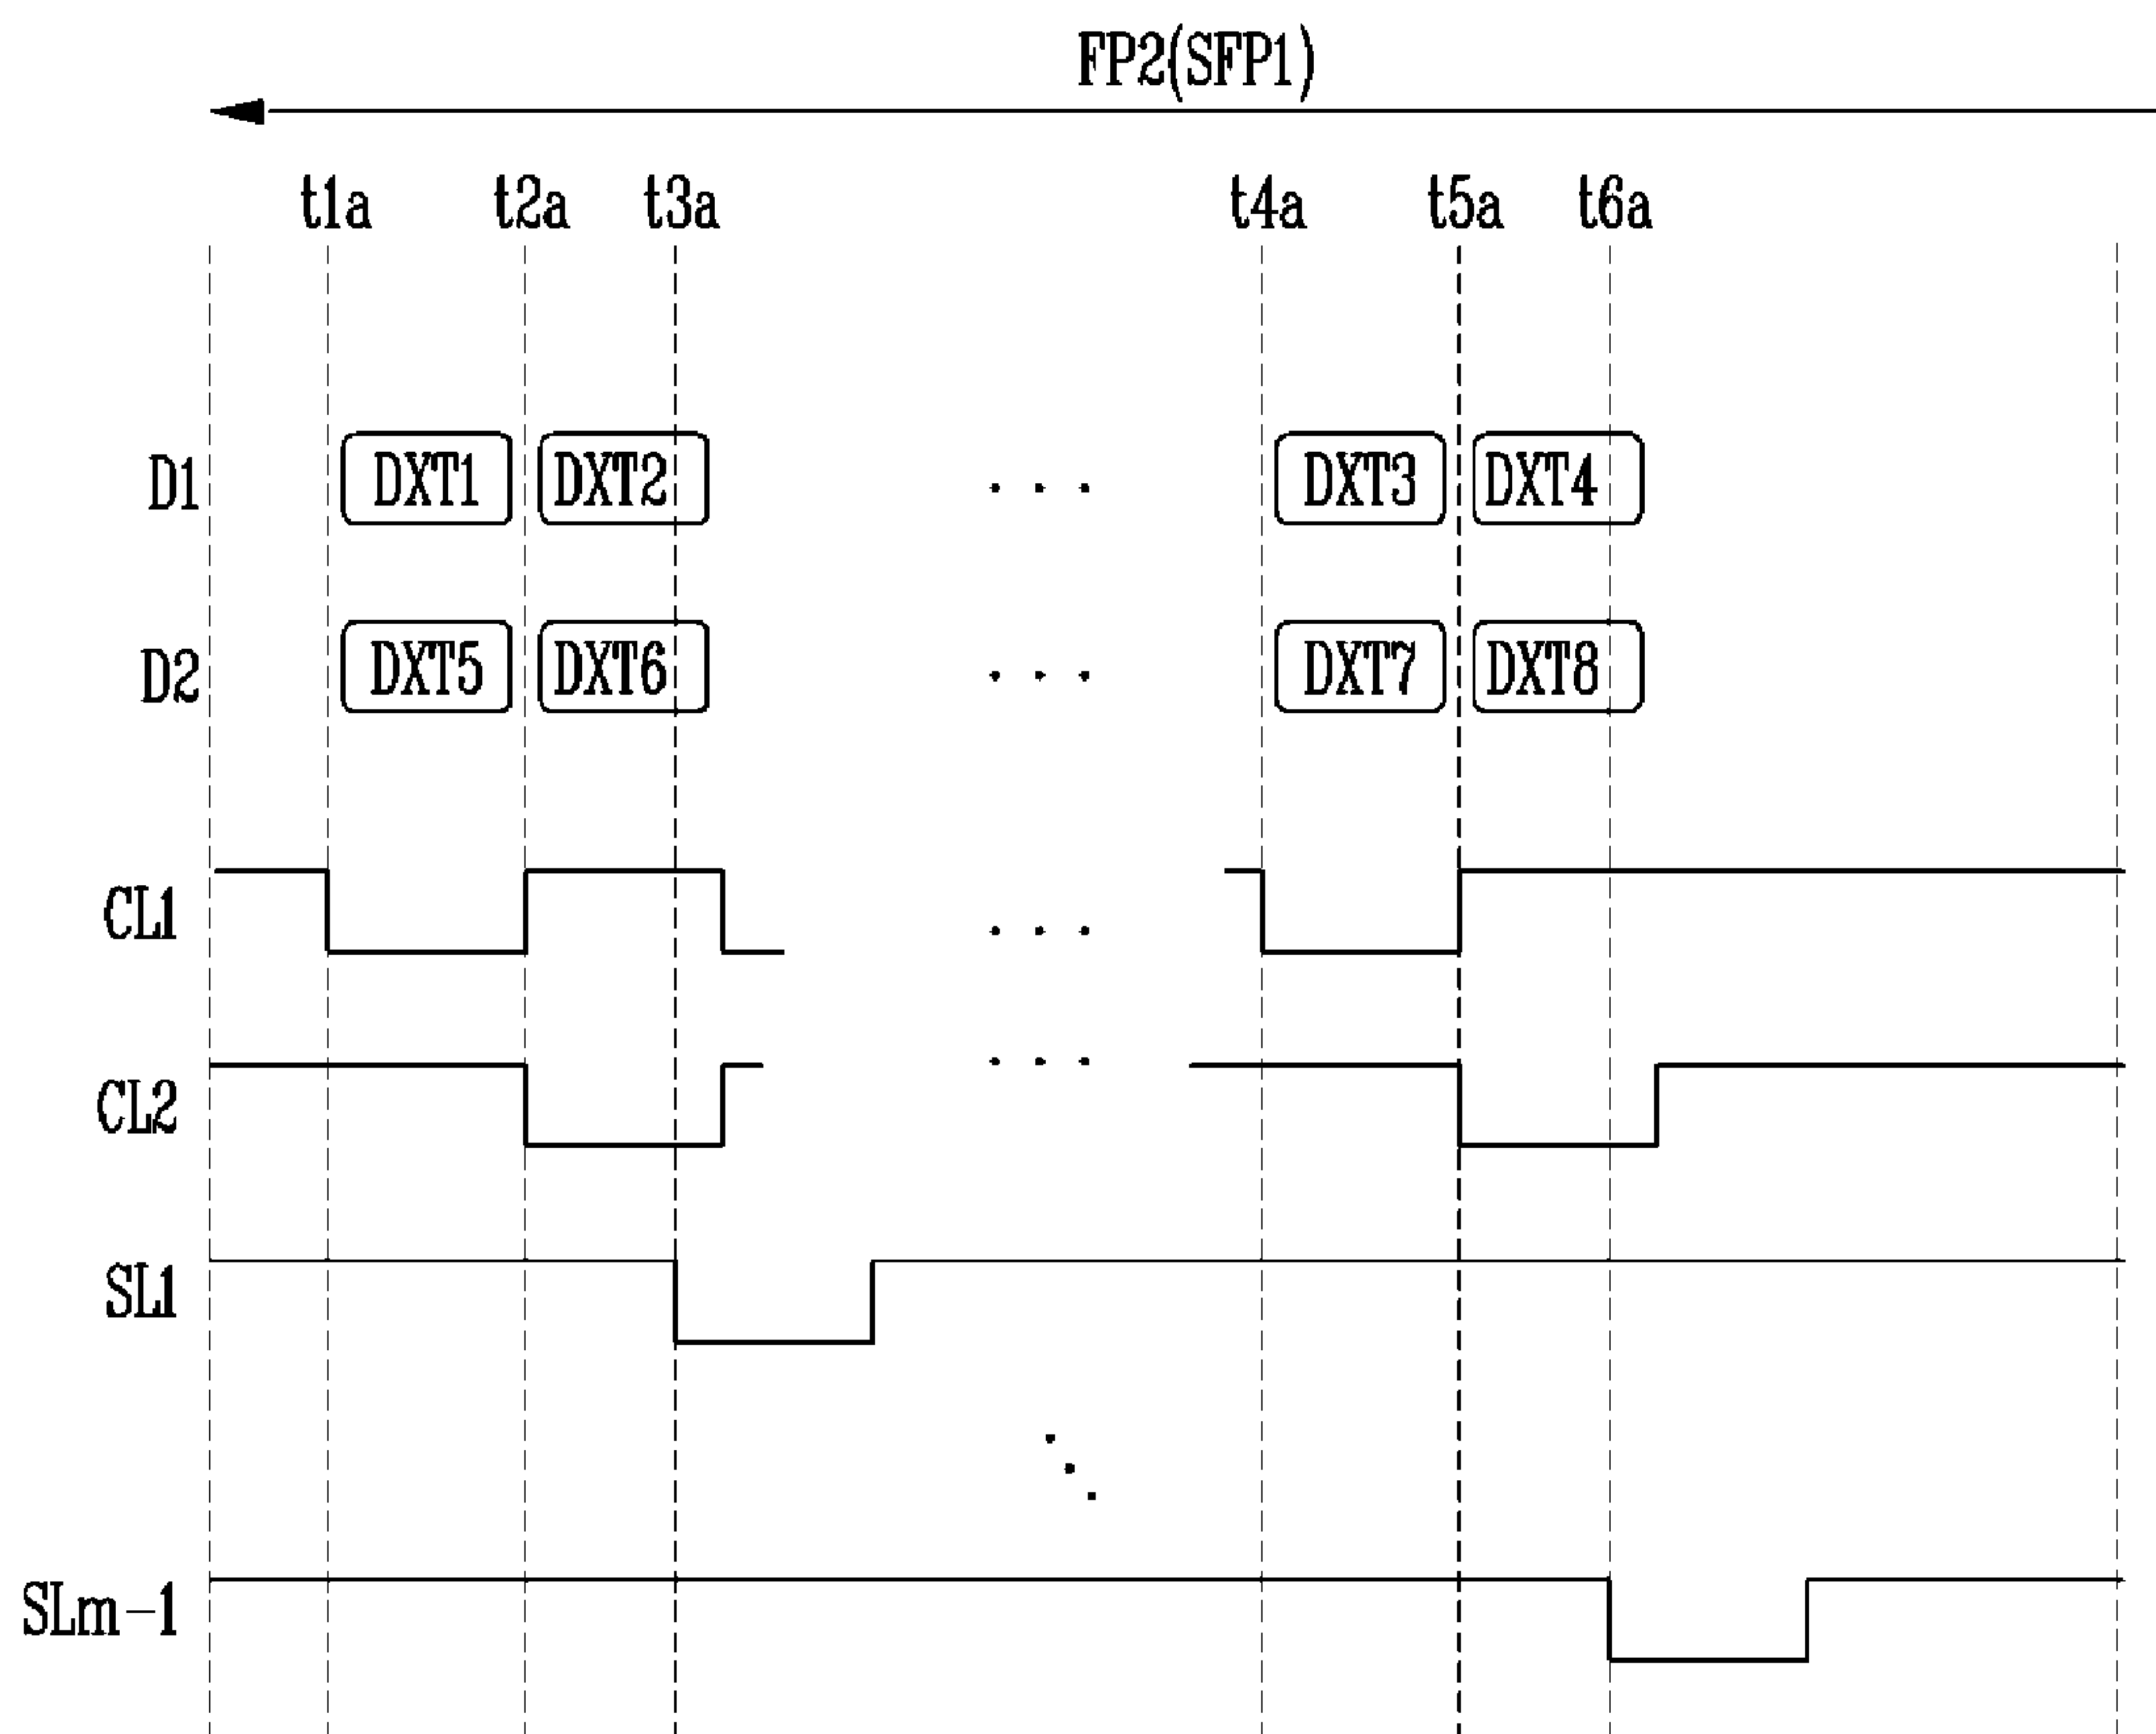 FP2(SFP1)
t1a t2a t3a t4a t5a t6a
D1 DXT1 DXT2 . . . DXT3 DXT4
D2 DXT5 DXT6 . . . DXT7 DXT8
CL1 . . .
CL2 . . .
SL1
SLm-1